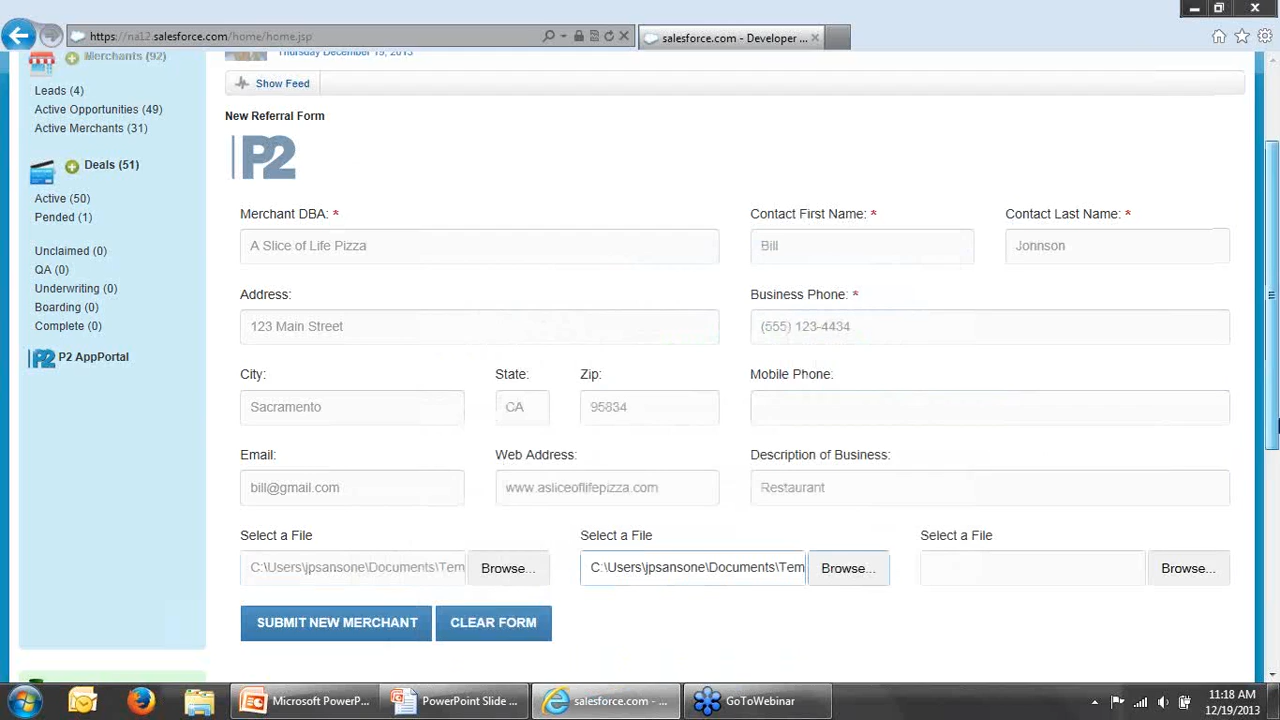 https://na12.salesforce.com/home/home.jsp
salesforce.com - Developer ...
Merchants (92)
Thursday December 19, 2013
Leads (4)
Active Opportunities (49)
Active Merchants (31)
Deals (51)
Active (50)
Pended (1)
Unclaimed (0)
QA (0)
Underwriting (0)
Boarding (0)
Complete (0)
P2 P2 AppPortal
Show Feed
New Referral Form
P2
Merchant DBA: *
A Slice of Life Pizza
Contact First Name: *
Bill
Contact Last Name: *
Jonnson
Address:
123 Main Street
Business Phone: *
(555) 123-4434
City:
Sacramento
State:
CA
Zip:
95834
Mobile Phone:
Email:
bill@gmail.com
Web Address:
www.asliceoflifepizza.com
Description of Business:
Restaurant
Select a File
C:\Users\jpsansone\Documents\Tem
Browse...
Select a File
C:\Users\jpsansone\Documents\Tem
Browse...
Select a File
Browse...
SUBMIT NEW MERCHANT
CLEAR FORM
Microsoft PowerP...
PowerPoint Slide ...
salesforce.com - ...
GoToWebinar
11:18 AM
12/19/2013